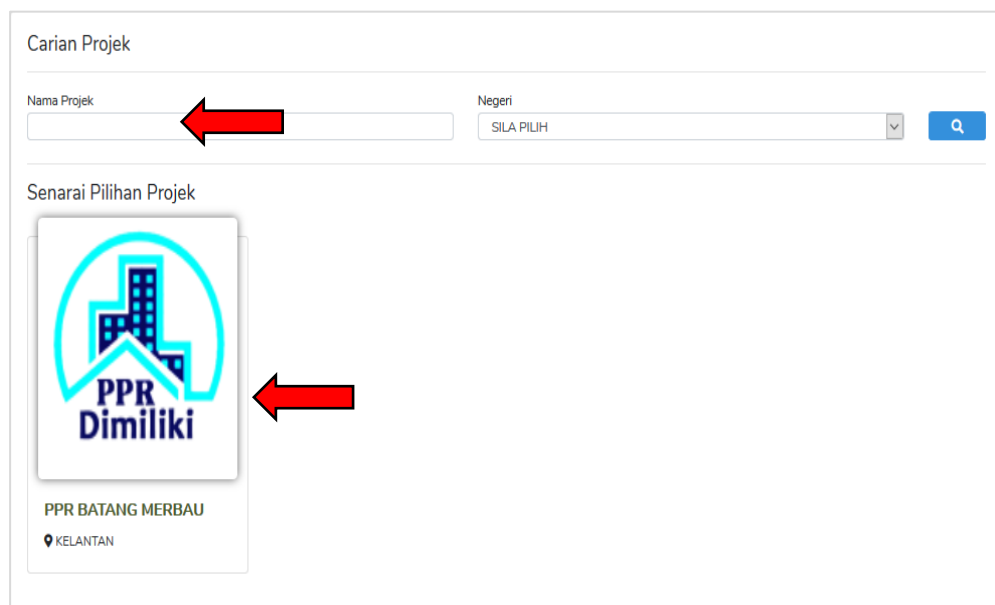 Carian Projek
Nama Projek
Negeri
SILA PILIH
Senarai Pilihan Projek
PPR
Dimiliki
PPR BATANG MERBAU
KELANTAN